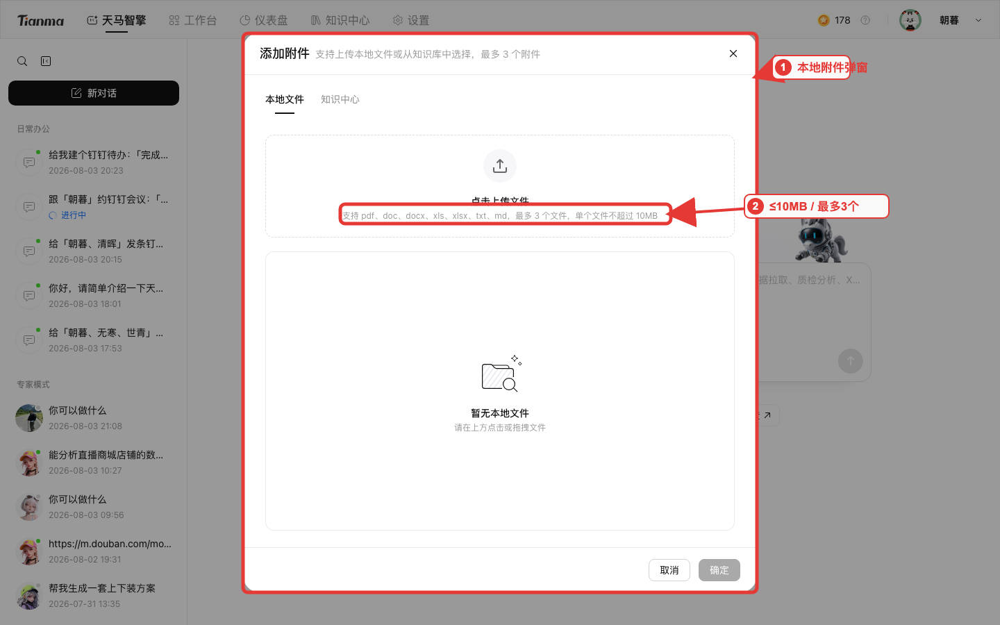 Tianma
天马智擎
工作台
仪表盘
知识中心
设置
178
朝暮
新对话
日常办公
给我建个钉钉待办：「完成...
2026-08-03 20:23
跟「朝暮」约钉钉会议：「...
进行中
给「朝暮、清晖」发条钉...
2026-08-03 20:15
你好，请简单介绍一下天...
2026-08-03 18:01
给「朝暮、无寒、世青」...
2026-08-03 17:53
专家模式
你可以做什么
2026-08-03 21:08
能分析直播商城店铺的数...
2026-08-03 10:27
你可以做什么
2026-08-03 09:56
https://m.douban.com/mo...
2026-08-02 19:31
帮我生成一套上下装方案
2026-07-31 13:35
添加附件 支持上传本地文件或从知识库中选择，最多 3 个附件
本地文件
知识中心
点击上传文件
支持 pdf、doc、docx、xls、xlsx、txt、md，最多 3 个文件，单个文件不超过 10MB
暂无本地文件
请在上方点击或拖拽文件
取消
确定
1 本地附件弹窗
2 ≤10MB / 最多3个
据拉取、质检分析、X...